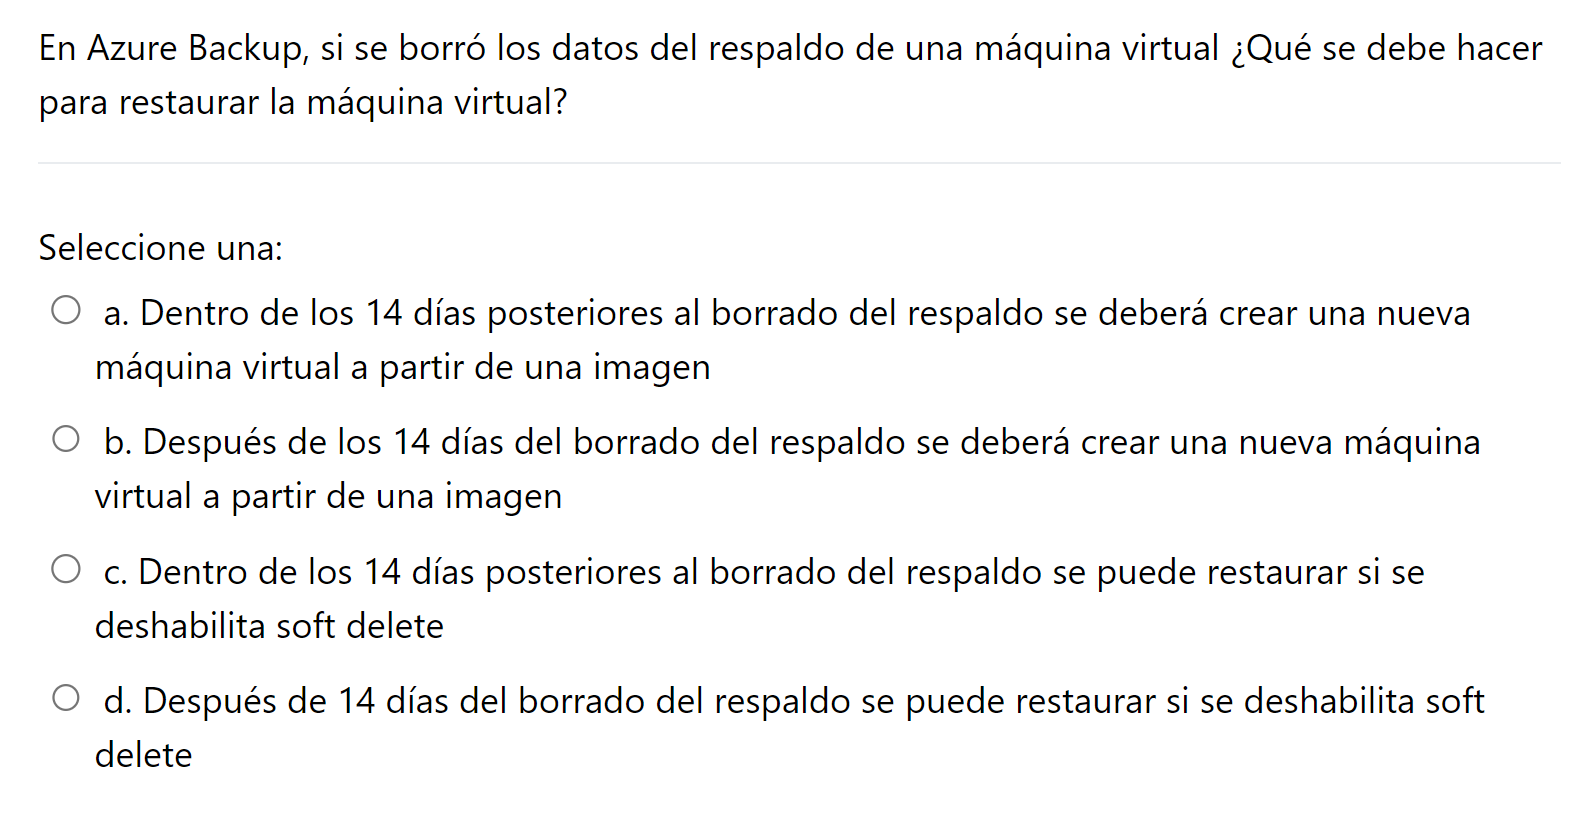 En Azure Backup, si se borró los datos del respaldo de una máquina virtual ¿Qué se debe hacer
para restaurar la máquina virtual?
Seleccione una:
a. Dentro de los 14 días posteriores al borrado del respaldo se deberá crear una nueva
máquina virtual a partir de una imagen
b. Después de los 14 días del borrado del respaldo se deberá crear una nueva máquina
virtual a partir de una imagen
c. Dentro de los 14 días posteriores al borrado del respaldo se puede restaurar si se
deshabilita soft delete
d. Después de 14 días del borrado del respaldo se puede restaurar si se deshabilita soft
delete